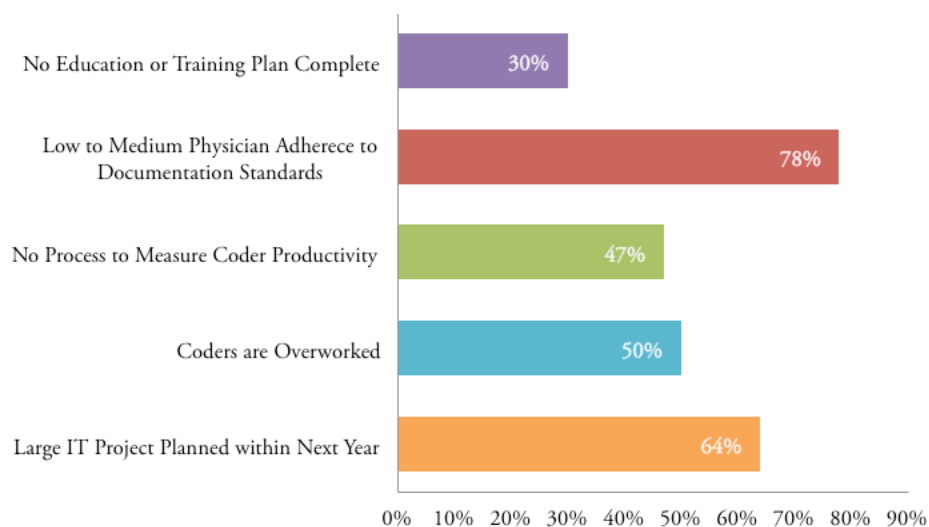 No Education or Training Plan Complete
30%
Low to Medium Physician Adherece to
Documentation Standards
78%
No Process to Measure Coder Productivity
47%
Coders are Overworked
50%
Large IT Project Planned within Next Year
64%
0% 10% 20% 30% 40% 50% 60% 70% 80% 90%